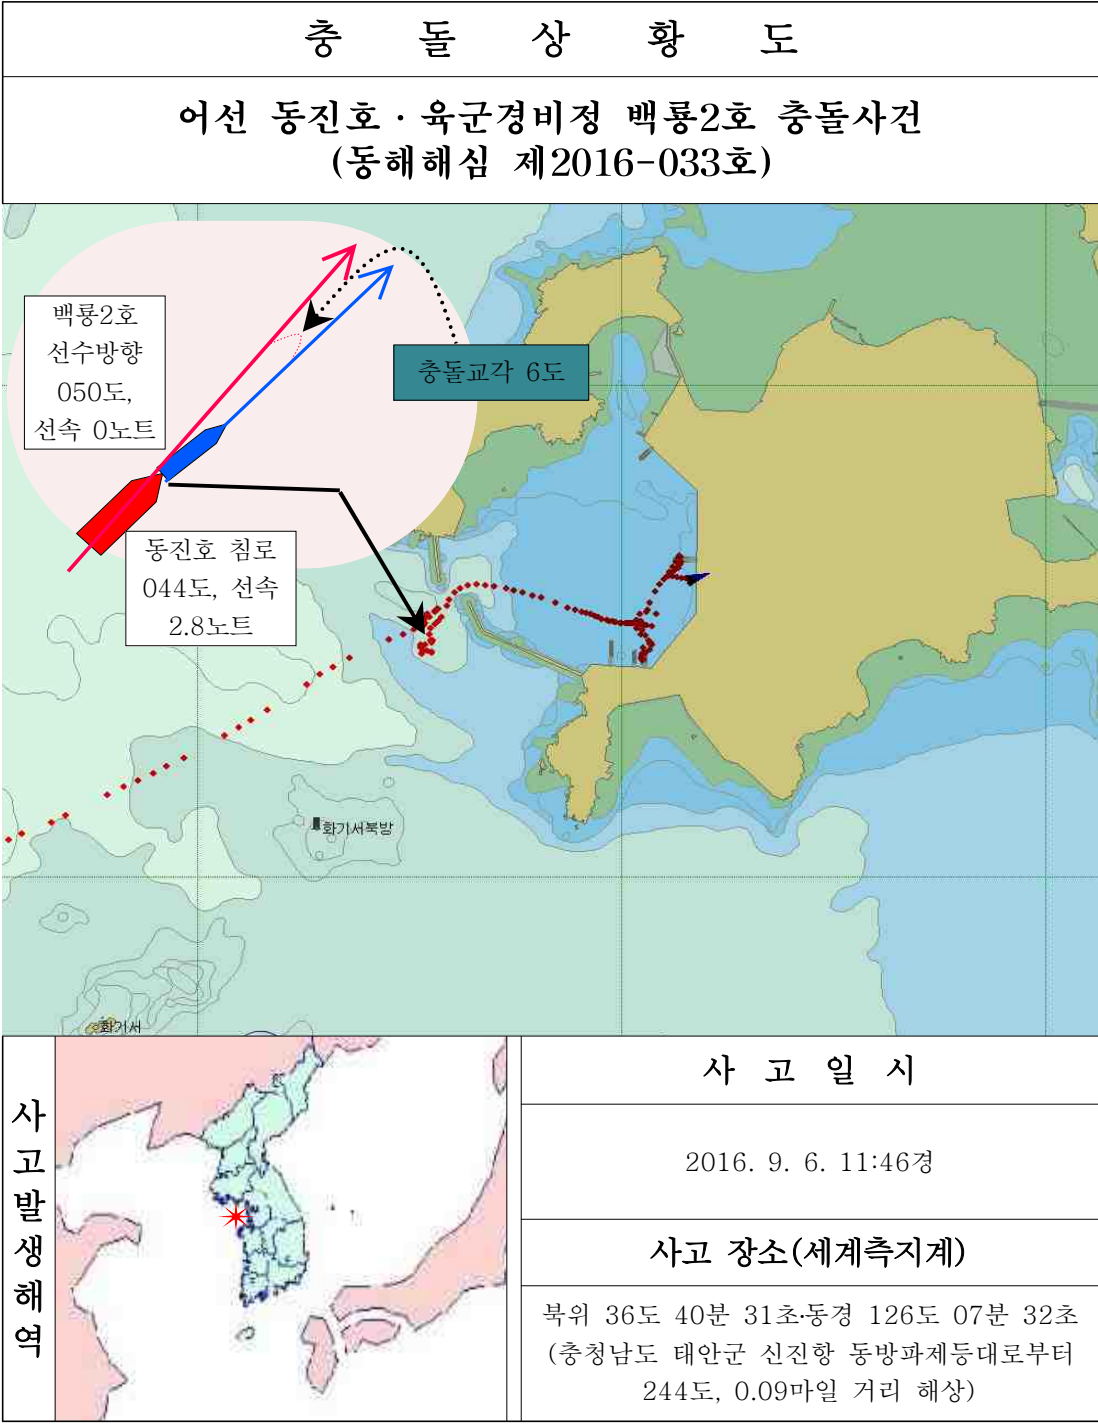 충 돌 상 황 도
어선 동진호·육군경비정 백룡2호 충돌사건
(동해해심 제2016-033호)
백룡2호
선수방향
050도,
선속 0노트
충돌교각 6도
동진호 침로
044도, 선속
2.8노트
화기서북방
화기서
사고발생해역
사 고 일 시
2016. 9. 6. 11:46경
사고 장소(세계측지계)
북위 36도 40분 31초·동경 126도 07분 32초
(충청남도 태안군 신진항 동방파제등대로부터
244도, 0.09마일 거리 해상)